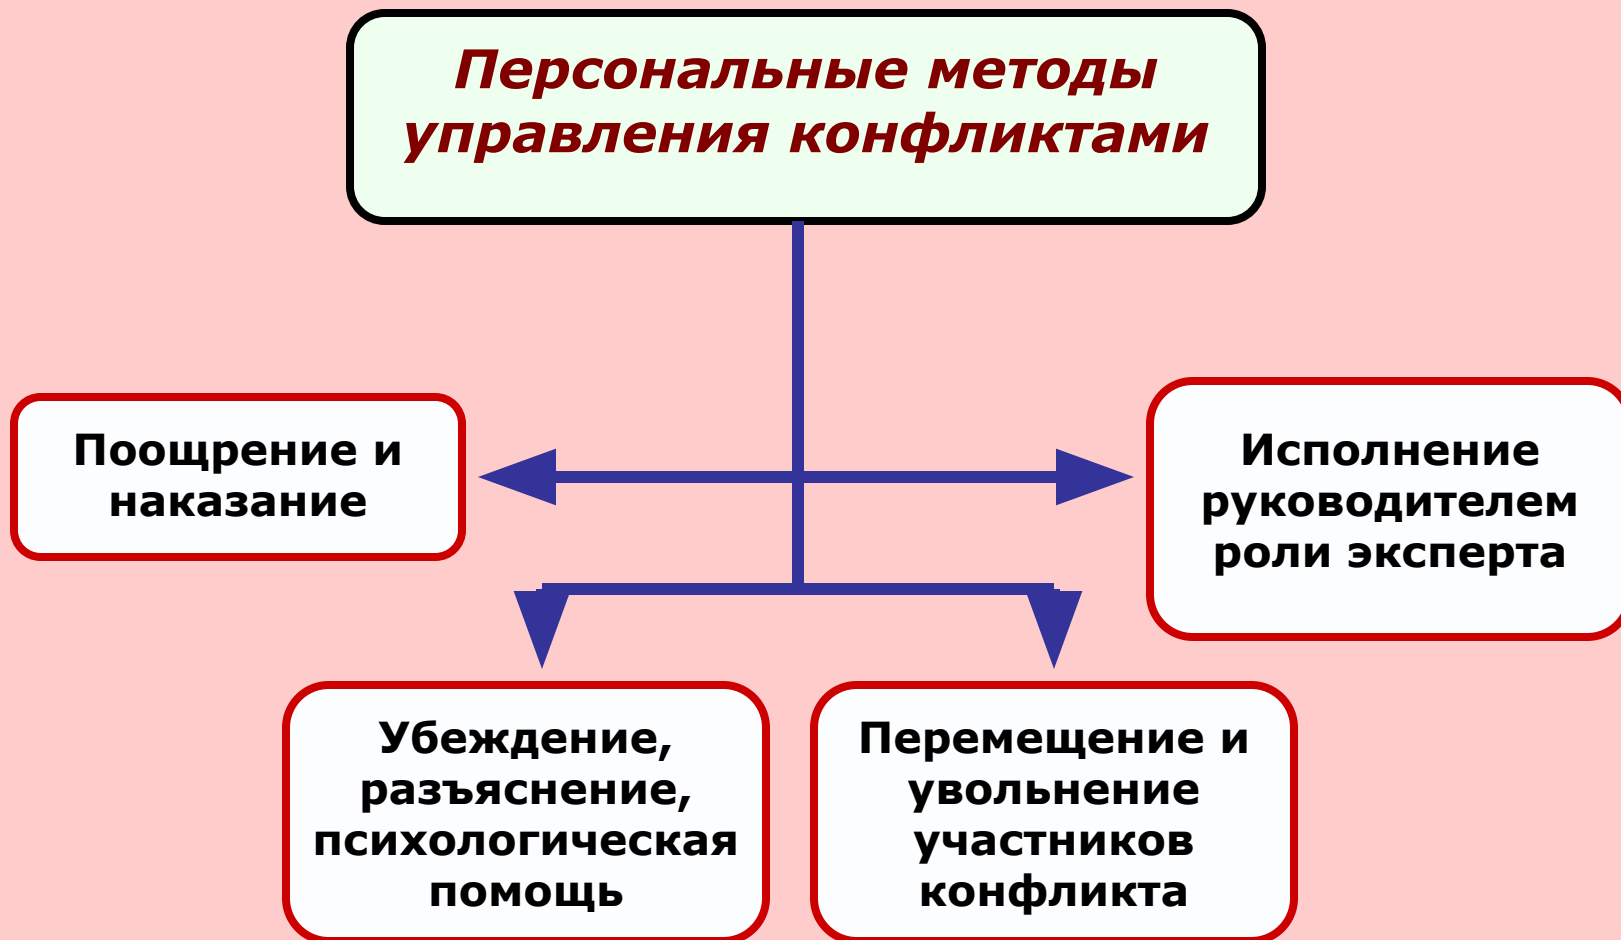 Персональные методы
управления конфликтами
Поощрение и
наказание
Исполнение
руководителем
роли эксперта
Убеждение,
разъяснение,
психологическая
помощь
Перемещение и
увольнение
участников
конфликта